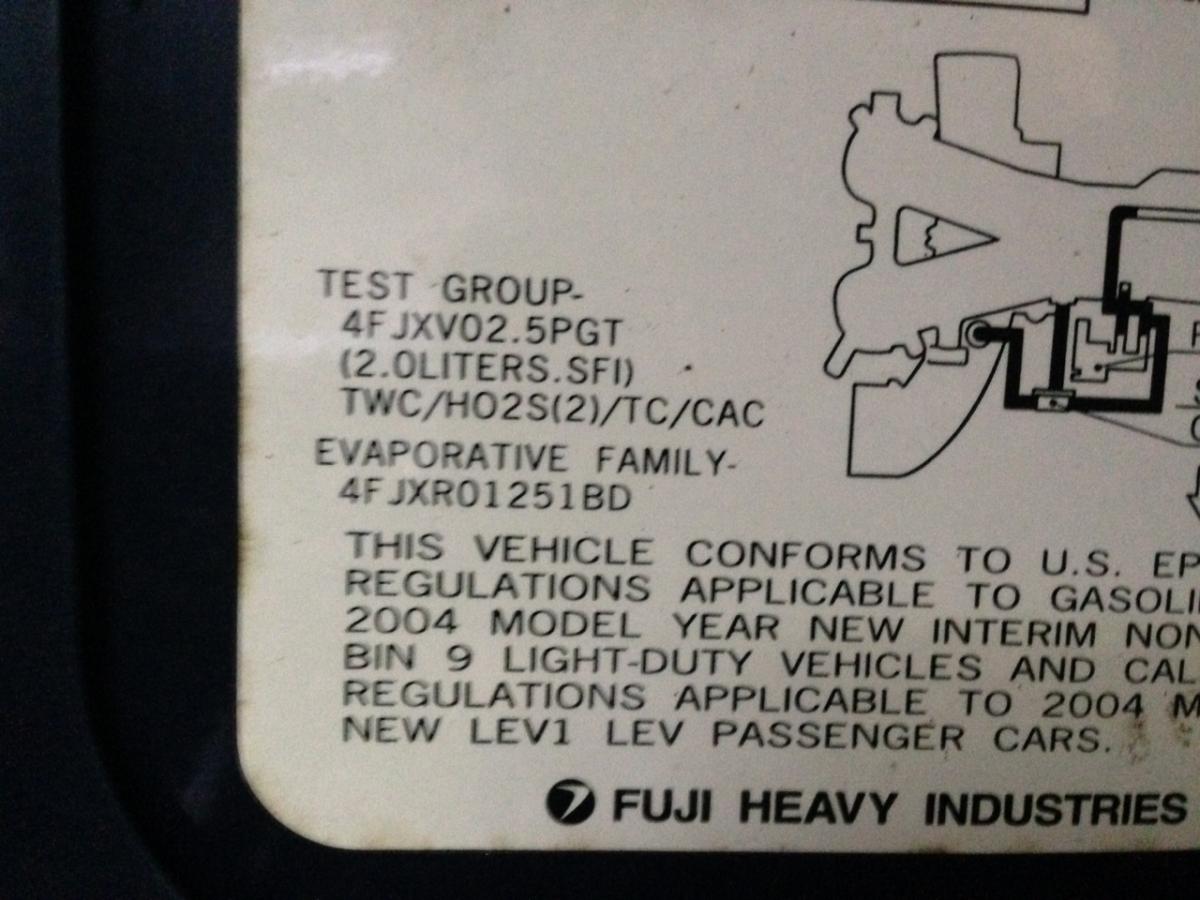 TEST GROUP-
4FJXV02.5PGT
(2.0LITERS.SFI)
TWC/HO2S(2)/TC/CAC
EVAPORATIVE FAMILY-
4FJXR01251BD
THIS VEHICLE CONFORMS TO U.S. EP
REGULATIONS APPLICABLE TO GASOLI
2004 MODEL YEAR NEW INTERIM NON
BIN 9 LIGHT-DUTY VEHICLES AND CAL
REGULATIONS APPLICABLE TO 2004 M
NEW LEV1 LEV PASSENGER CARS.
FUJI HEAVY INDUSTRIES